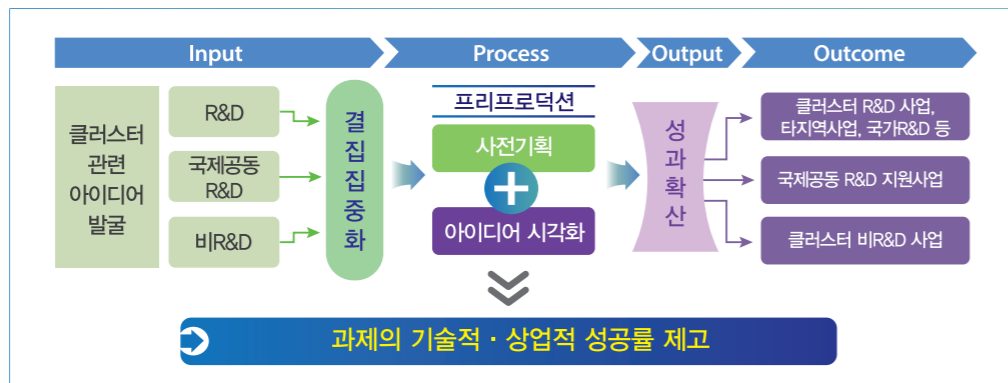 Input
Process
Output
Outcome
클러스터
관련
아이디어
발굴
R&D
국제공동
R&D
비R&D
결
집
집
중
화
프리프로덕션
사전기획
아이디어 시각화
성
과
확
산
클러스터 R&D 사업,
타지역사업, 국가R&D 등
국제공동 R&D 지원사업
클러스터 비R&D 사업
과제의 기술적 · 상업적 성공률 제고